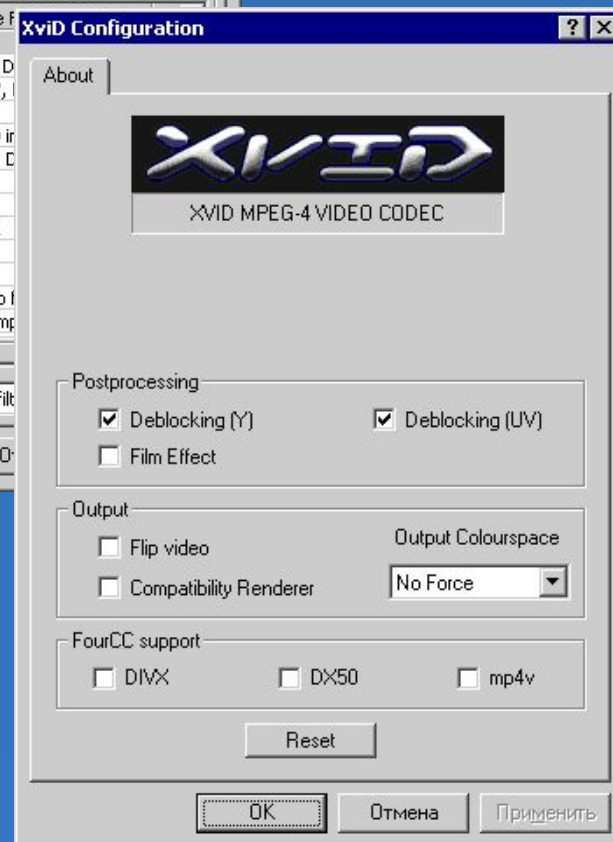 XviD Configuration
About
XVID
XVID MPEG-4 VIDEO CODEC
Postprocessing
Deblocking (Y)
Deblocking (UV)
Film Effect
Output
Flip video
Output Colourspace
Compatibility Renderer
No Force
FourCC support
DIVX
DX50
mp4v
Reset
OK
Отмена
Применить